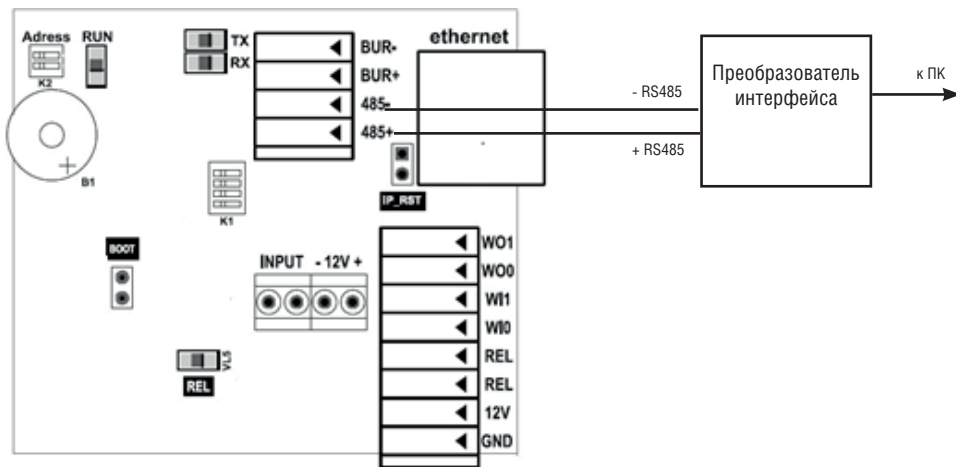 Adress RUN
K2
B1
TX
RX
BUR-
BUR+
485-
485+
ethernet
- RS485
+ RS485
Преобразователь
интерфейса
к ПК
K1
IP_RST
BOOT
INPUT - 12V +
VL5
REL
WO1
WO0
WI1
WI0
REL
REL
12V
GND